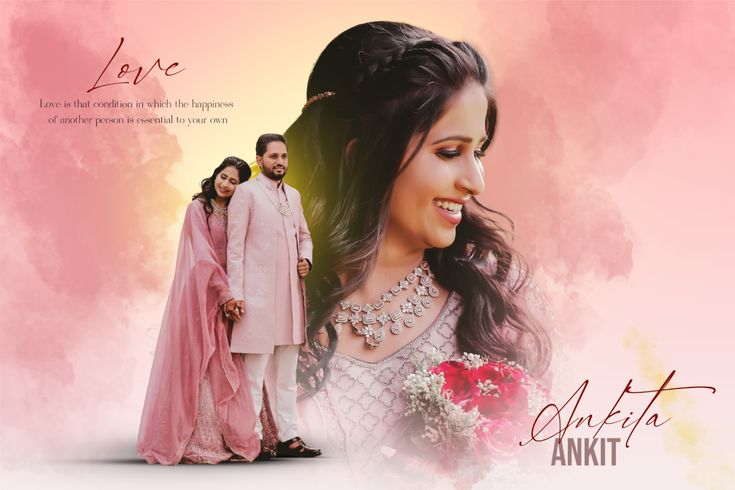 Love
Love is that condition in which the happiness
of another person is essential to your own
Ankita
ANKIT